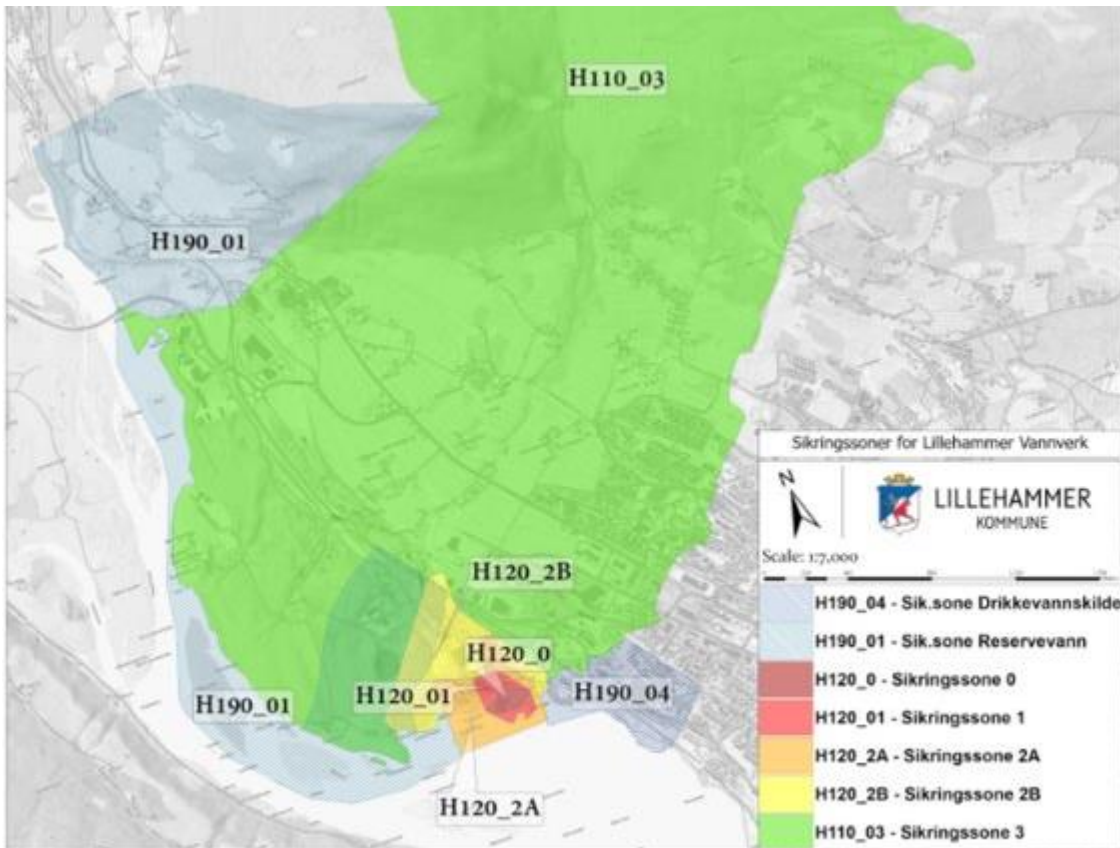 H110_03
H190_01
H120_2B
H120_0
H120_01
H190_04
H190_01
H120_2A
Sikringssoner for Lillehammer Vannverk
N
LILLEHAMMER
KOMMUNE
Scale: 1:7,000
H190_04 - Sik.sone Drikkevannskilde
H190_01 - Sik.sone Reservevann
H120_0 - Sikringssone 0
H120_01 - Sikringssone 1
H120_2A - Sikringssone 2A
H120_2B - Sikringssone 2B
H110_03 - Sikringssone 3